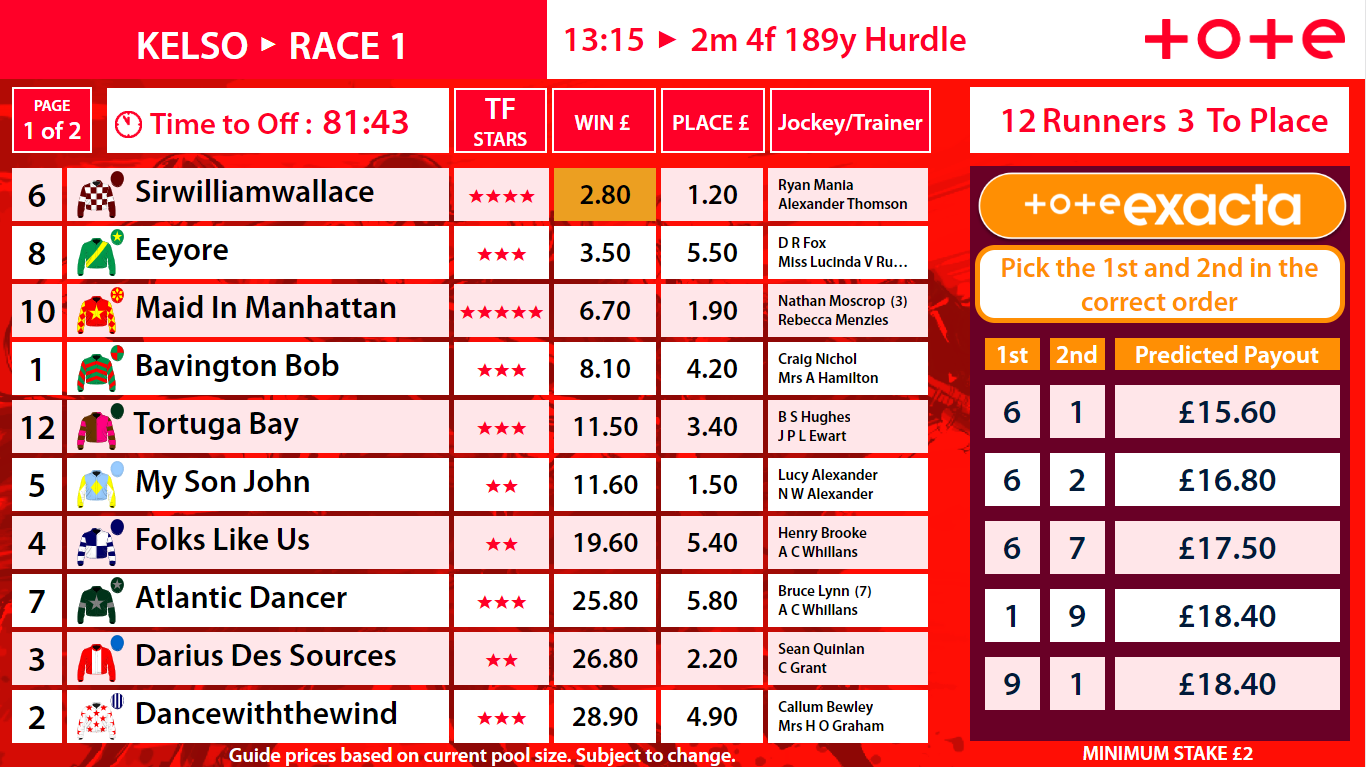 KELSO ► RACE 1
13:15 ► 2m 4f 189y Hurdle
tote
PAGE
1 of 2
Time to Off : 81:43
TF
STARS
WIN £
PLACE £
Jockey/Trainer
12 Runners 3 To Place
6 Sirwilliamwallace ★★★★ 2.80 1.20 Ryan Mania
Alexander Thomson
8 Eeyore ★★★ 3.50 5.50 D R Fox
Miss Lucinda V Ru...
10 Maid In Manhattan ★★★★★ 6.70 1.90 Nathan Moscrop (3)
Rebecca Menzies
1 Bavington Bob ★★★ 8.10 4.20 Craig Nichol
Mrs A Hamilton
12 Tortuga Bay ★★★ 11.50 3.40 B S Hughes
J P L Ewart
5 My Son John ★★ 11.60 1.50 Lucy Alexander
N W Alexander
4 Folks Like Us ★★ 19.60 5.40 Henry Brooke
A C Whillans
7 Atlantic Dancer ★★★ 25.80 5.80 Bruce Lynn (7)
A C Whillans
3 Darius Des Sources ★★ 26.80 2.20 Sean Quinlan
C Grant
2 Dancewiththewind ★★★ 28.90 4.90 Callum Bewley
Mrs H O Graham
Guide prices based on current pool size. Subject to change.
tote exacta
Pick the 1st and 2nd in the
correct order
1st 2nd Predicted Payout
6 1 £15.60
6 2 £16.80
6 7 £17.50
1 9 £18.40
9 1 £18.40
MINIMUM STAKE £2